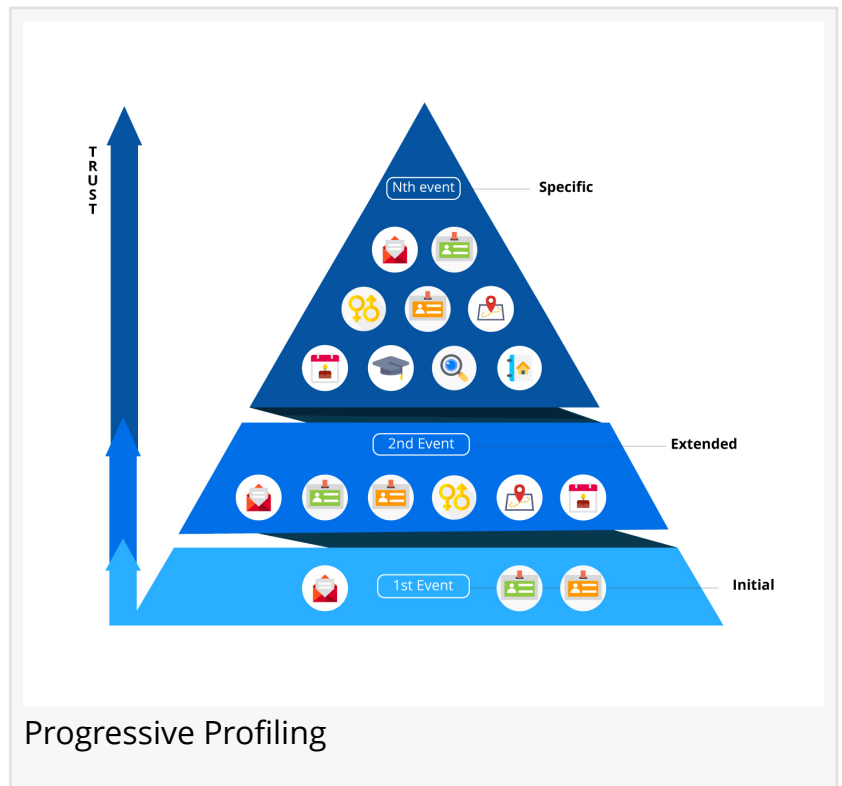 TRUST
Nth event
Specific
2nd Event
Extended
1st Event
Initial
Progressive Profiling